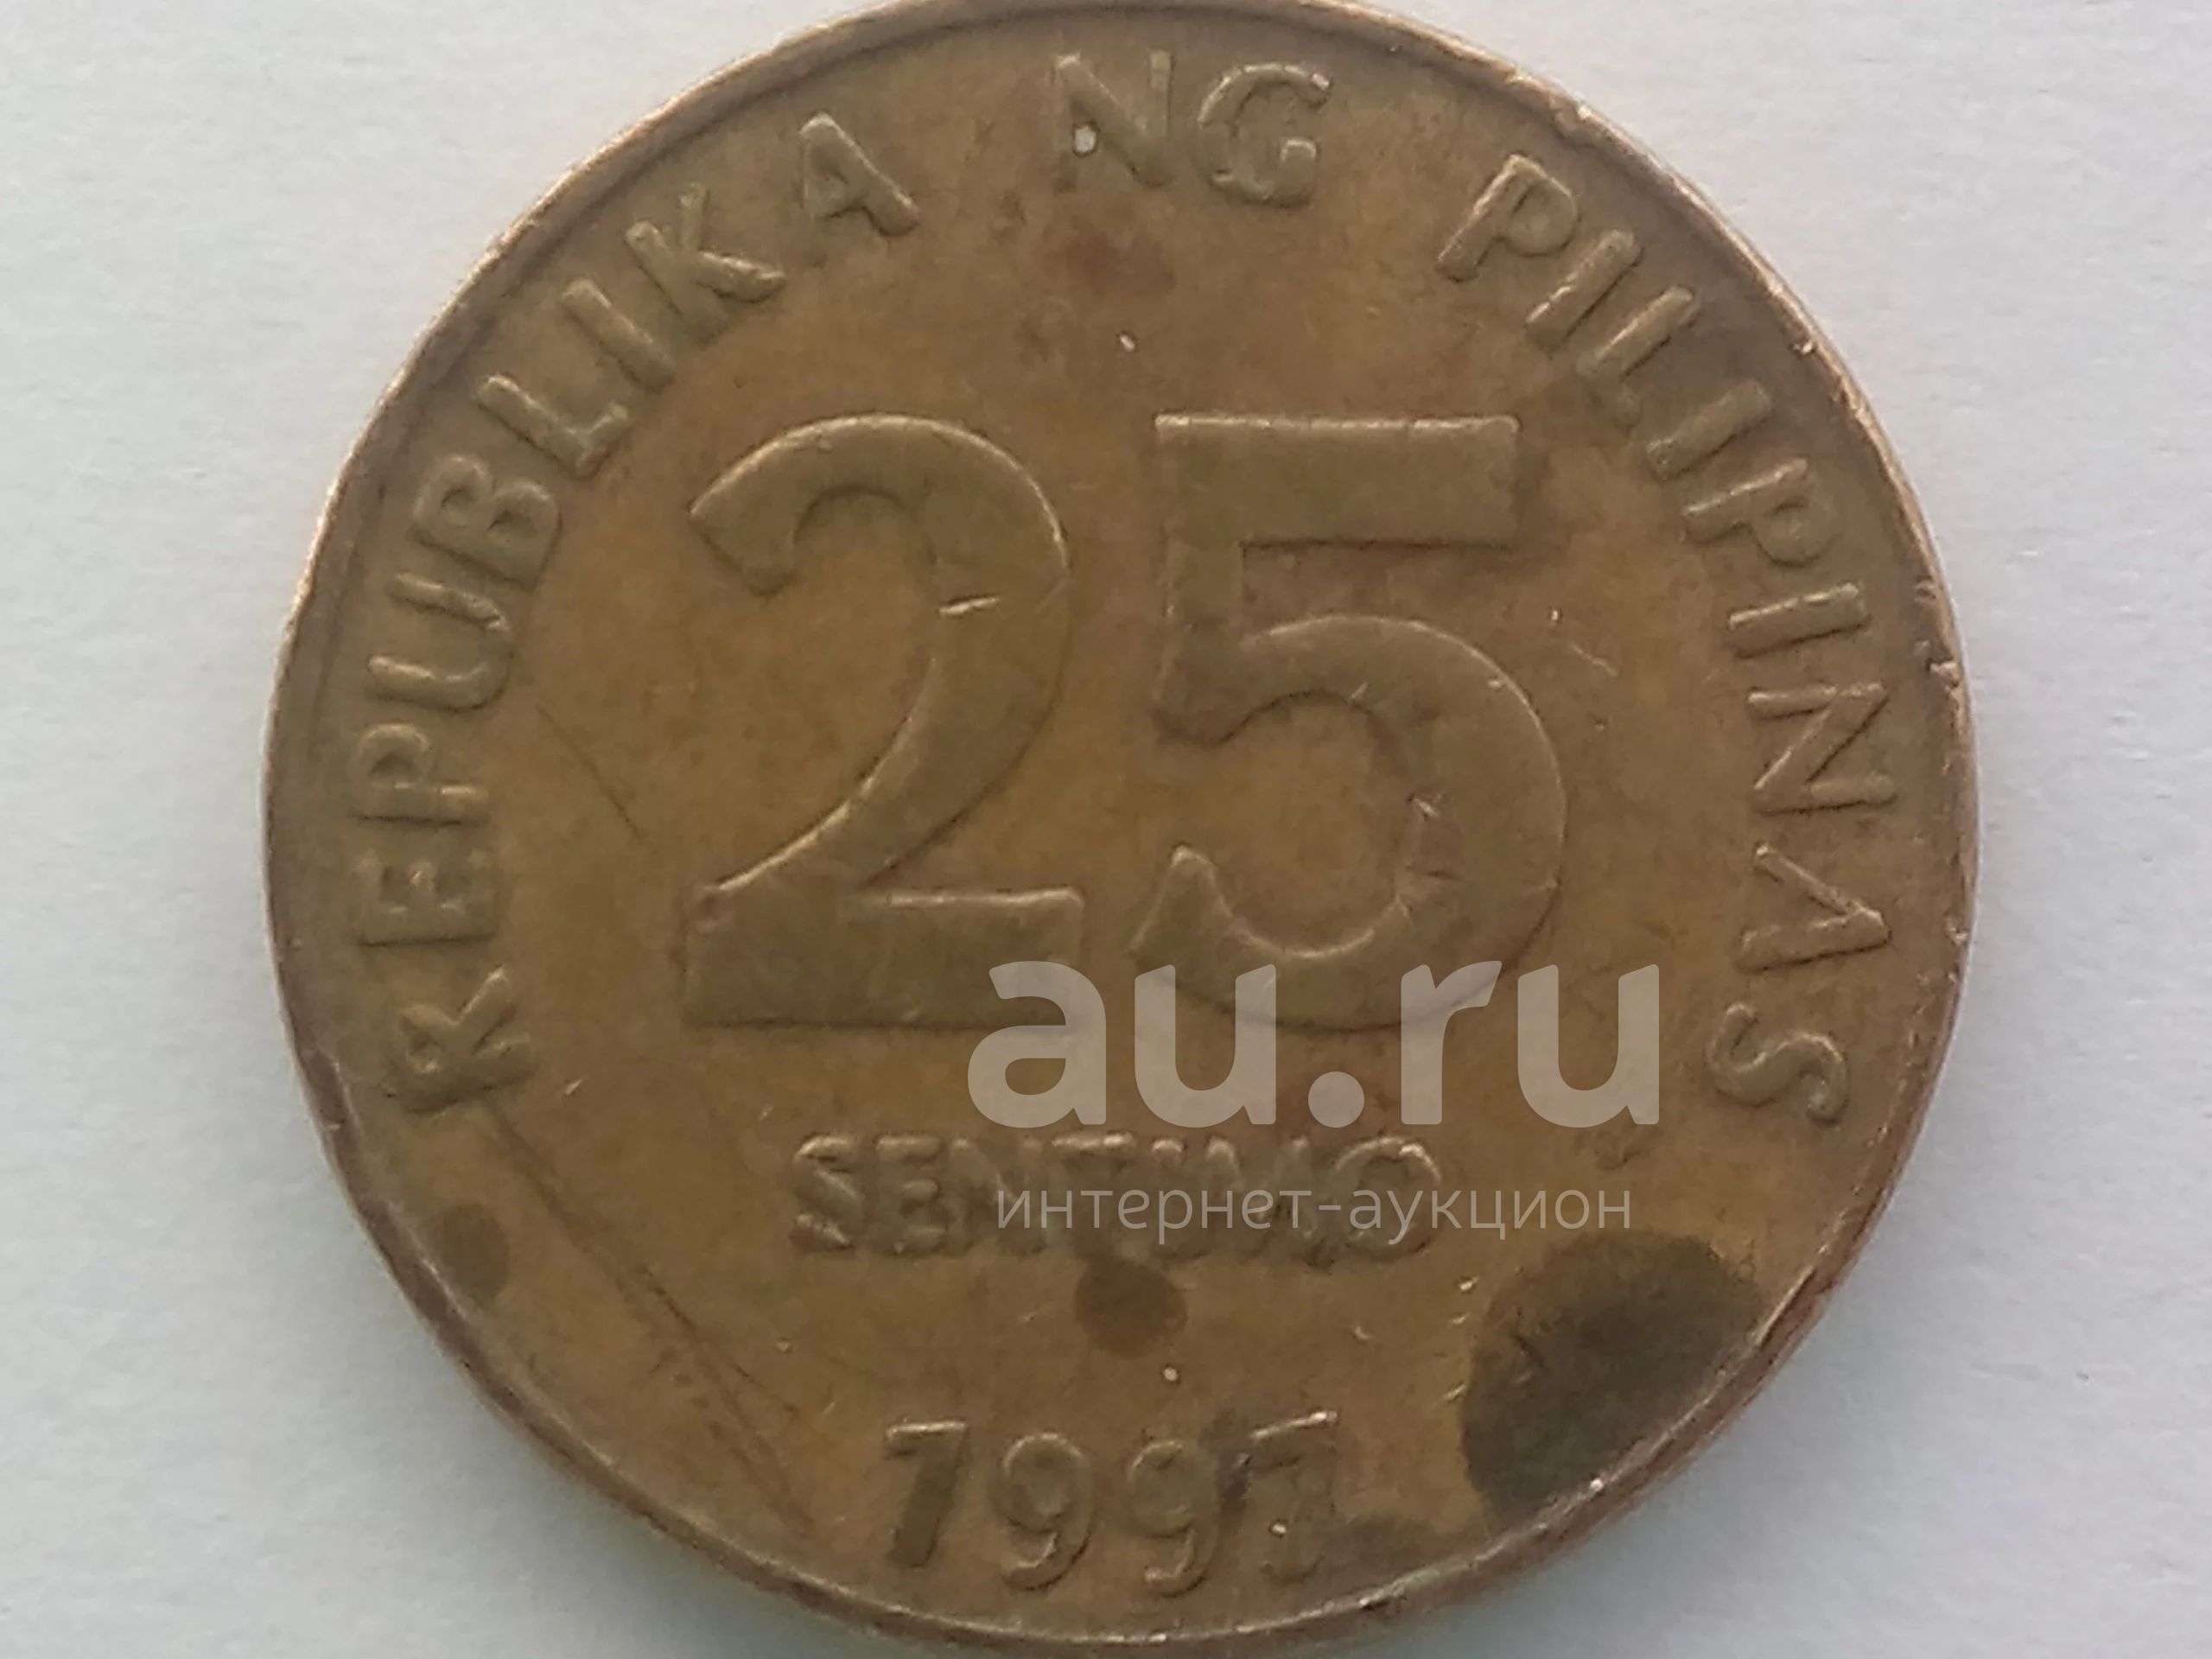 REPUBLIKA NG PILIPINAS
25
SENTIMO
au.ru
интернет-аукцион